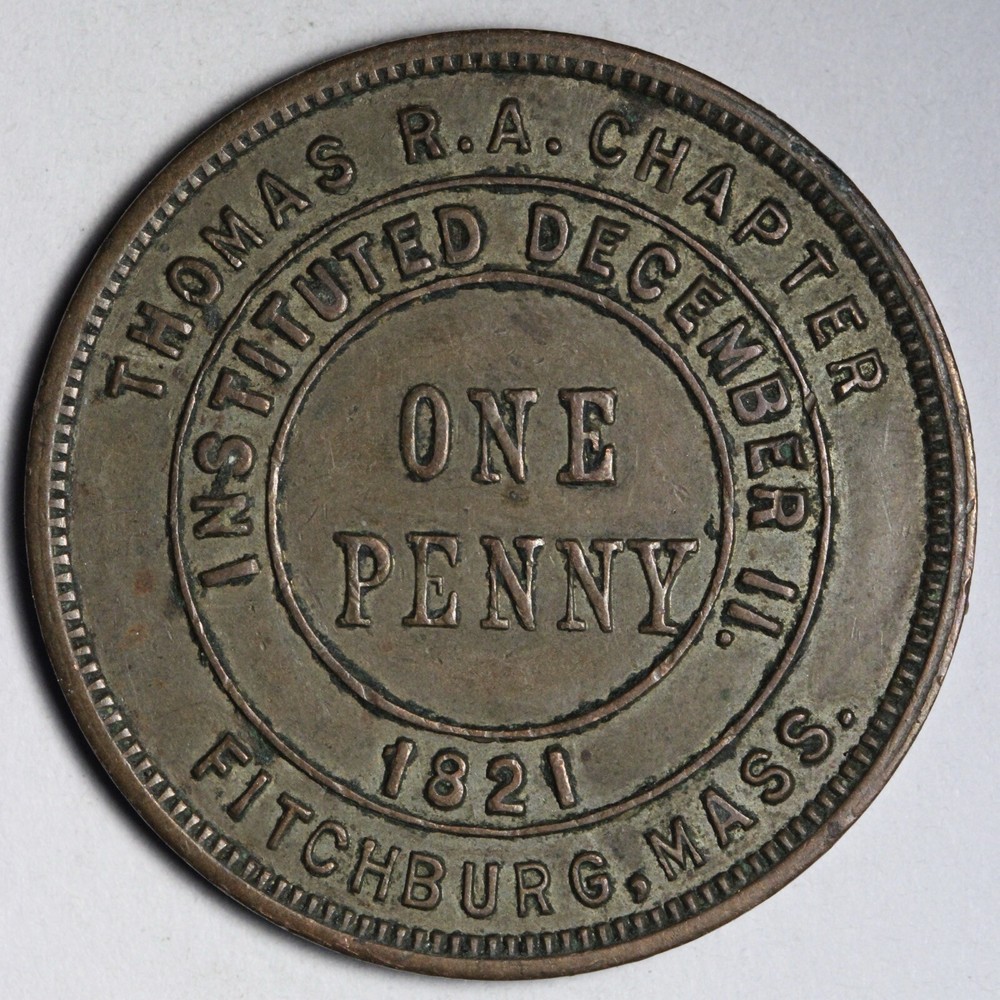 THOMAS R.A. CHAPTER
INSTITUTED DECEMBER 11.
ONE
PENNY
1821
FITCHBURG, MASS.